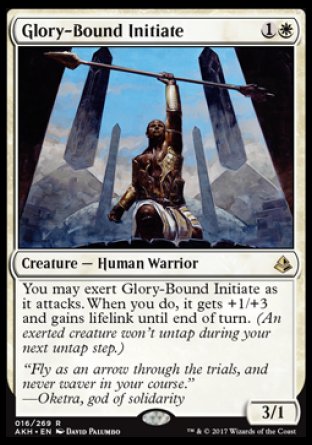 Glory-Bound Initiate 1
Creature — Human Warrior
You may exert Glory-Bound Initiate as
it attacks. When you do, it gets +1/+3
and gains lifelink until end of turn. (An
exerted creature won't untap during your
next untap step.)
"Fly as an arrow through the trials, and
never waver in your course."
—Oketra, god of solidarity
3/1
016/269 R
AKH • EN DAVID PALUMBO
™ & © 2017 Wizards of the Coast